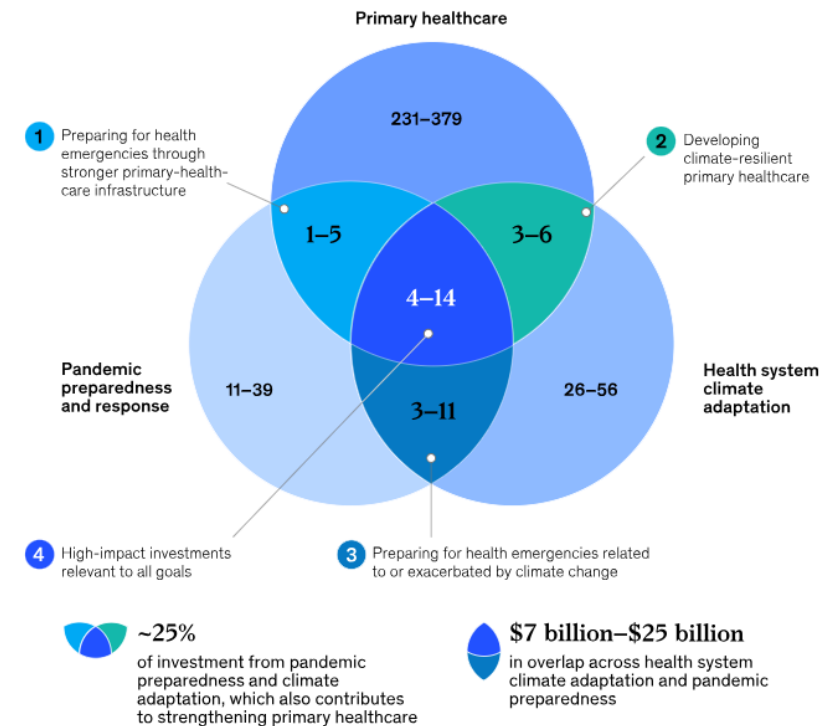 Primary healthcare
231–379
1
Preparing for health
emergencies through
stronger primary-health-
care infrastructure
2
Developing
climate-resilient
primary healthcare
1–5
3–6
4–14
Pandemic
preparedness
and response
11–39
26–56
Health system
climate
adaptation
3–11
4
High-impact investments
relevant to all goals
3
Preparing for health emergencies related
to or exacerbated by climate change
~25%
of investment from pandemic
preparedness and climate
adaptation, which also contributes
to strengthening primary healthcare
$7 billion–$25 billion
in overlap across health system
climate adaptation and pandemic
preparedness